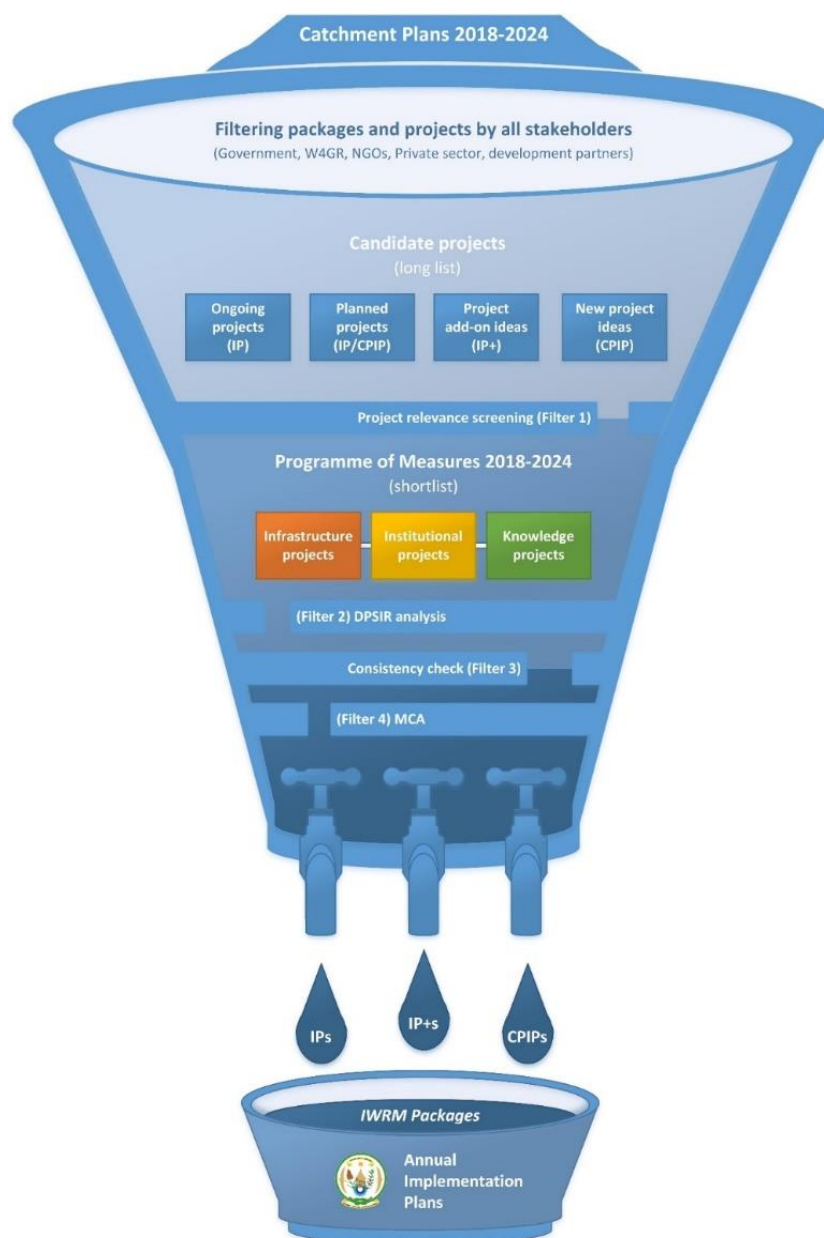 Catchment Plans 2018-2024
Filtering packages and projects by all stakeholders
(Government, W4GR, NGOs, Private sector, development partners)
Candidate projects
(long list)
Ongoing
projects
(IP)
Planned
projects
(IP/CPIP)
Project
add-on ideas
(IP+)
New project
ideas
(CPIP)
Project relevance screening (Filter 1)
Programme of Measures 2018-2024
(shortlist)
Infrastructure
projects
Institutional
projects
Knowledge
projects
(Filter 2) DPSIR analysis
Consistency check (Filter 3)
(Filter 4) MCA
IPs
IP+s
CPIPs
IWRM Packages
Annual
Implementation
Plans